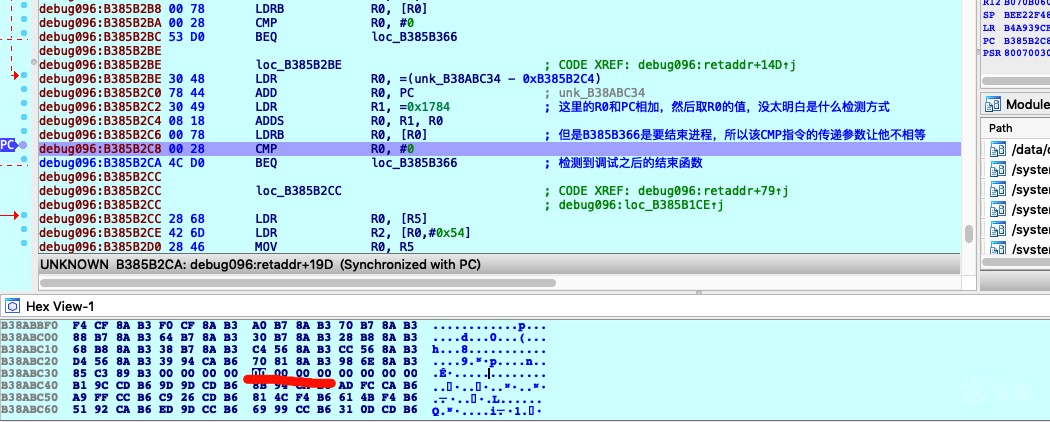 debug096:B385B2B8 00 78 LDRB R0, [R0]
debug096:B385B2BA 00 28 CMP R0, #0
debug096:B385B2BC 53 D0 BEQ loc_B385B366
debug096:B385B2BE
debug096:B385B2BE loc_B385B2BE ; CODE XREF: debug096:retaddr+14D↑j
debug096:B385B2BE 30 48 LDR R0, =(unk_B38ABC34 - 0xB385B2C4)
debug096:B385B2C0 78 44 ADD R0, PC ; unk_B38ABC34
debug096:B385B2C2 30 49 LDR R1, =0x1784 ; 这里的R0和PC相加，然后取R0的值，没太明白是什么检测方式
debug096:B385B2C4 08 18 ADDS R0, R1, R0
debug096:B385B2C6 00 78 LDRB R0, [R0] ; 但是B385B366是要结束进程，所以该CMP指令的传递参数让他不相等
PC debug096:B385B2C8 00 28 CMP R0, #0
debug096:B385B2CA 4C D0 BEQ loc_B385B366 ; 检测到调试之后的结束函数
debug096:B385B2CC
debug096:B385B2CC loc_B385B2CC ; CODE XREF: debug096:retaddr+79↑j
debug096:B385B2CC ; debug096:loc_B385B1CE↑j
debug096:B385B2CC 28 68 LDR R0, [R5]
debug096:B385B2CE 42 6D LDR R2, [R0,#0x54]
debug096:B385B2D0 28 46 MOV R0, R5
UNKNOWN B385B2CA: debug096:retaddr+19D (Synchronized with PC)
R12 B070B06
SP BEE22F48
LR B4A939CE
PC B385B2C8
PSR 8007003C
Module
Path
/data/d
/system
/system
/system
/system
/system
Hex View-1
B38ABBF0 F4 CF 8A B3 F0 CF 8A B3 A0 B7 8A B3 70 B7 8A B3 ............p...
B38ABC00 88 B7 8A B3 64 B7 8A B3 30 B7 8A B3 28 B8 8A B3 ....d...0...(...
B38ABC10 68 B8 8A B3 38 B7 8A B3 C4 56 8A B3 CC 56 8A B3
B38ABC20 D4 56 8A B3 39 94 CA B6 70 81 8A B3 98 6E 8A B3
B38ABC30 85 C3 89 B3 00 00 00 00 00 00 00 00 00 00 00 00
B38ABC40 B1 9C CD B6 9D 9D CD B6 8B 94 AD FC CA B6
B38ABC50 A9 FF CC B6 C9 26 CD B6 81 4C F4 B6 61 4B F4 B6
B38ABC60 51 92 CA B6 ED 9D CC B6 69 99 CC B6 31 0D CD B6